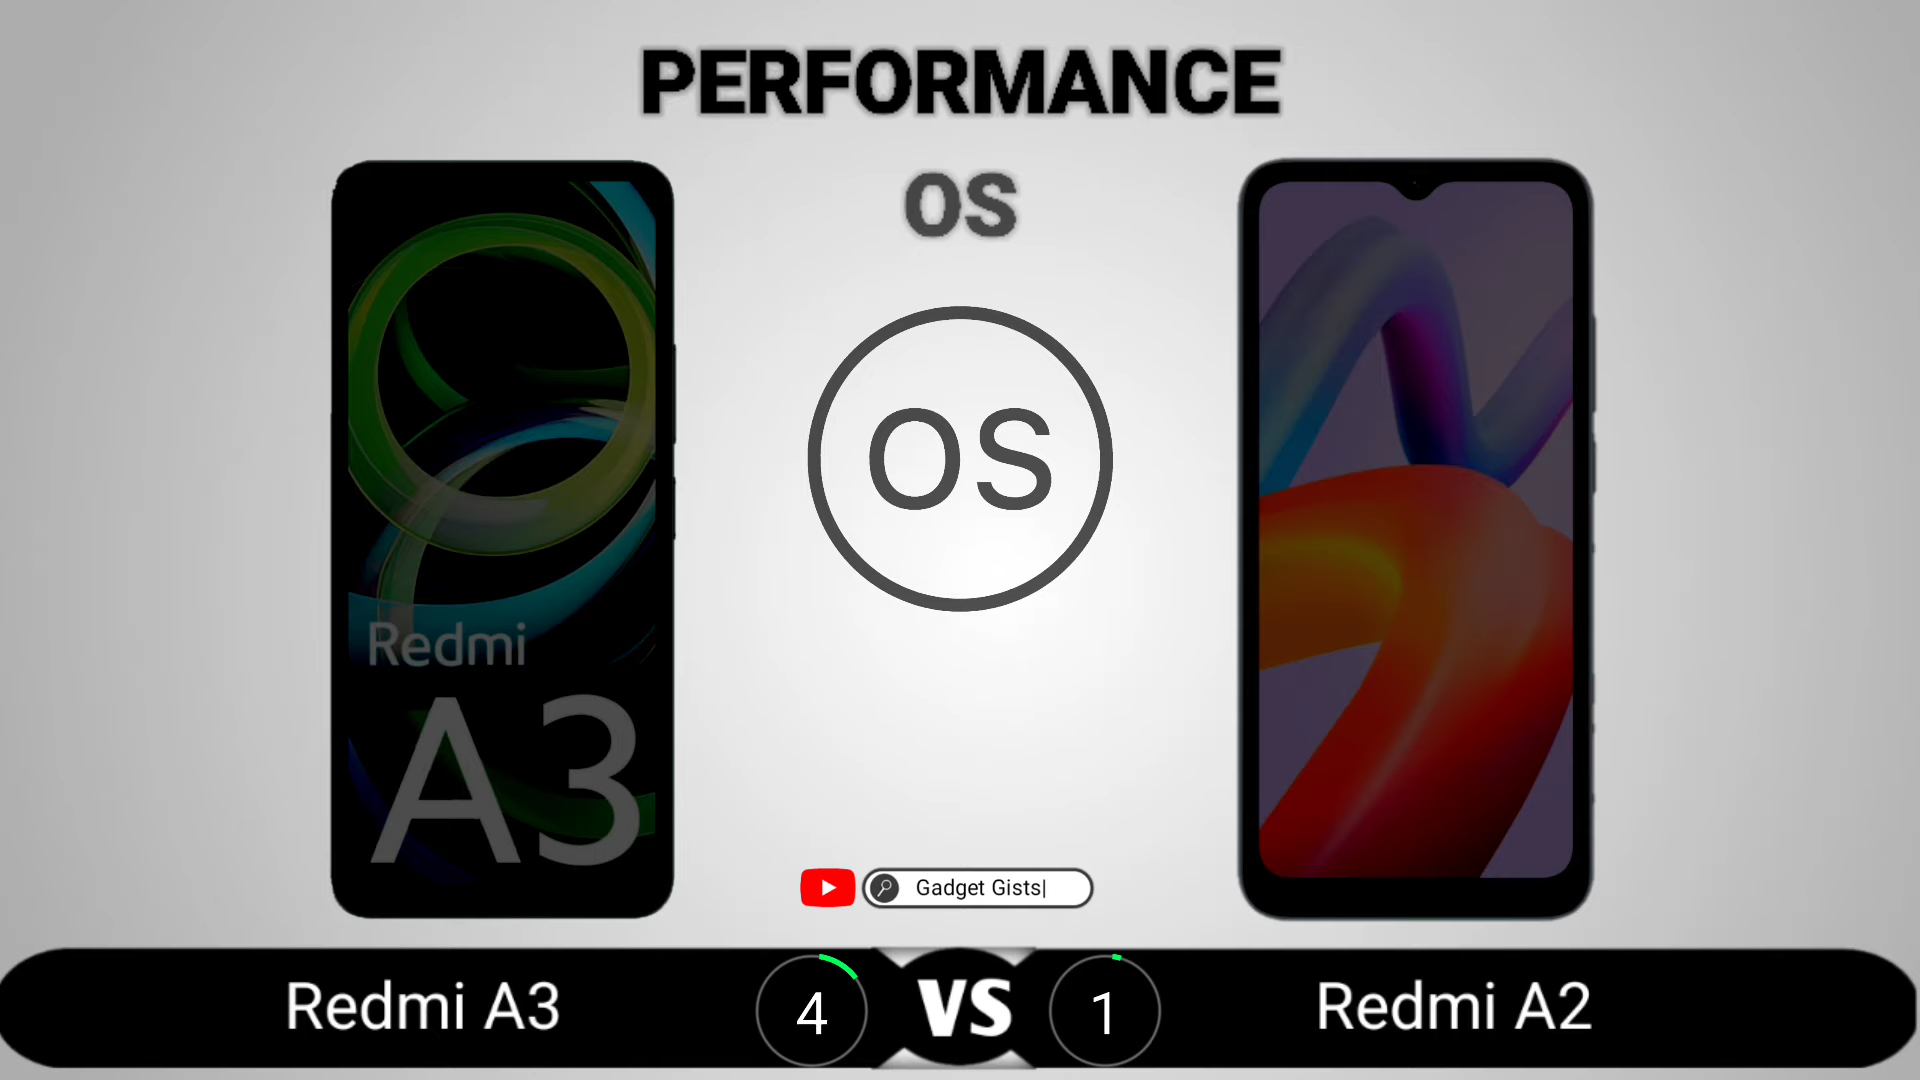 PERFORMANCE
OS
OS
Redmi
A3
Gadget Gists|
Redmi A3
4
VS
1
Redmi A2